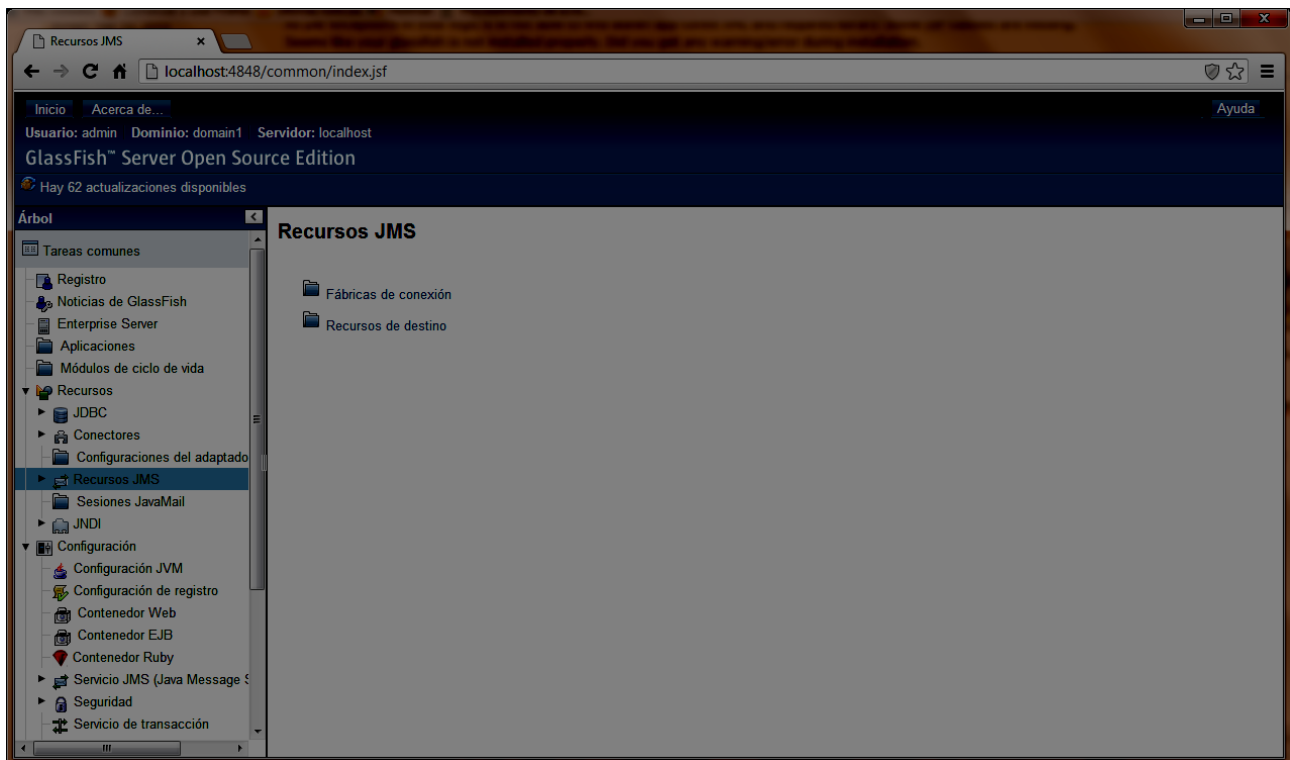 Recursos JMS
localhost:4848/common/index.jsf
Inicio Acerca de... Ayuda
Usuario: admin Dominio: domain1 Servidor: localhost
GlassFish™ Server Open Source Edition
Hay 62 actualizaciones disponibles
Árbol
Tareas comunes
Registro
Noticias de GlassFish
Enterprise Server
Aplicaciones
Módulos de ciclo de vida
Recursos
JDBC
Conectores
Configuraciones del adaptado
Recursos JMS
Sesiones JavaMail
JNDI
Configuración
Configuración JVM
Configuración de registro
Contenedor Web
Contenedor EJB
Contenedor Ruby
Servicio JMS (Java Message S
Seguridad
Servicio de transacción
Recursos JMS
Fábricas de conexión
Recursos de destino